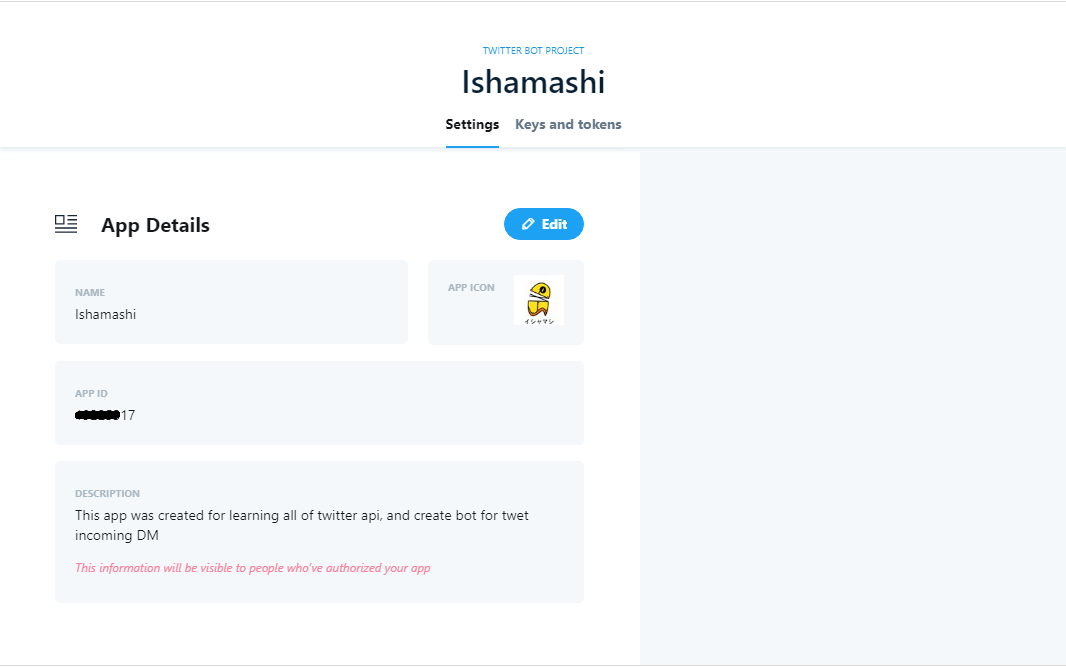 TWITTER BOT PROJECT
Ishamashi
Settings Keys and tokens
App Details
Edit
NAME
Ishamashi
APP ICON
イシャマシ
APP ID
17
DESCRIPTION
This app was created for learning all of twitter api, and create bot for twet
incoming DM
This information will be visible to people who've authorized your app